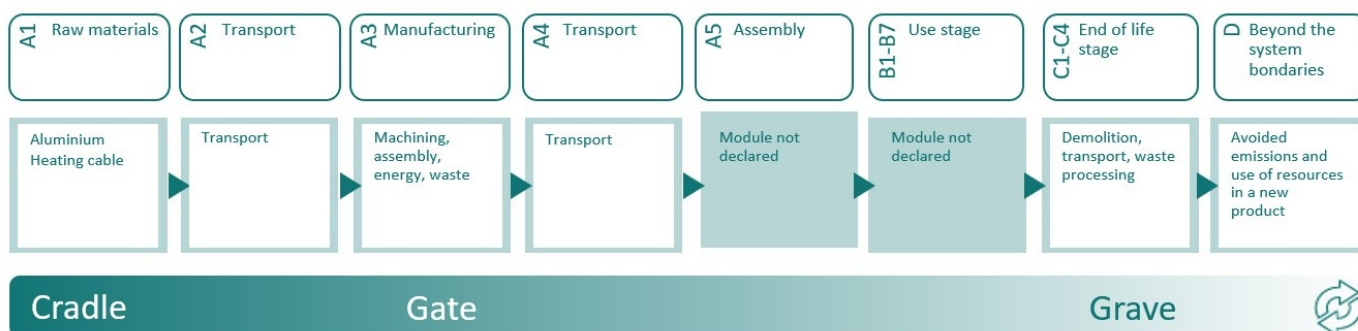 A1 Raw materials
A2 Transport
A3 Manufacturing
A4 Transport
A5 Assembly
B1-B7 Use stage
C1-C4 End of life
stage
D Beyond the
system
bondaries
Aluminium
Heating cable
Transport
Machining,
assembly,
energy, waste
Transport
Module not
declared
Module not
declared
Demolition,
transport, waste
processing
Avoided
emissions and
use of resources
in a new
product
Cradle
Gate
Grave